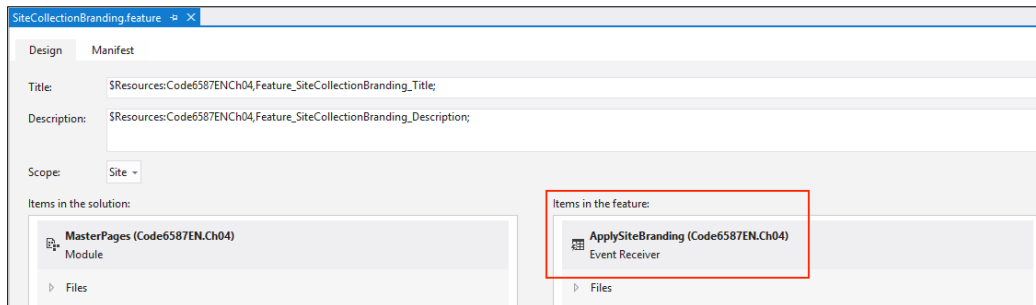 SiteCollectionBranding.feature
Design Manifest
Title: $Resources:Code6587ENCh04,Feature_SiteCollectionBranding_Title;
Description: $Resources:Code6587ENCh04,Feature_SiteCollectionBranding_Description;
Scope: Site
Items in the solution: Items in the feature:
MasterPages (Code6587EN.Ch04) ApplySiteBranding (Code6587EN.Ch04)
Module Event Receiver
Files Files